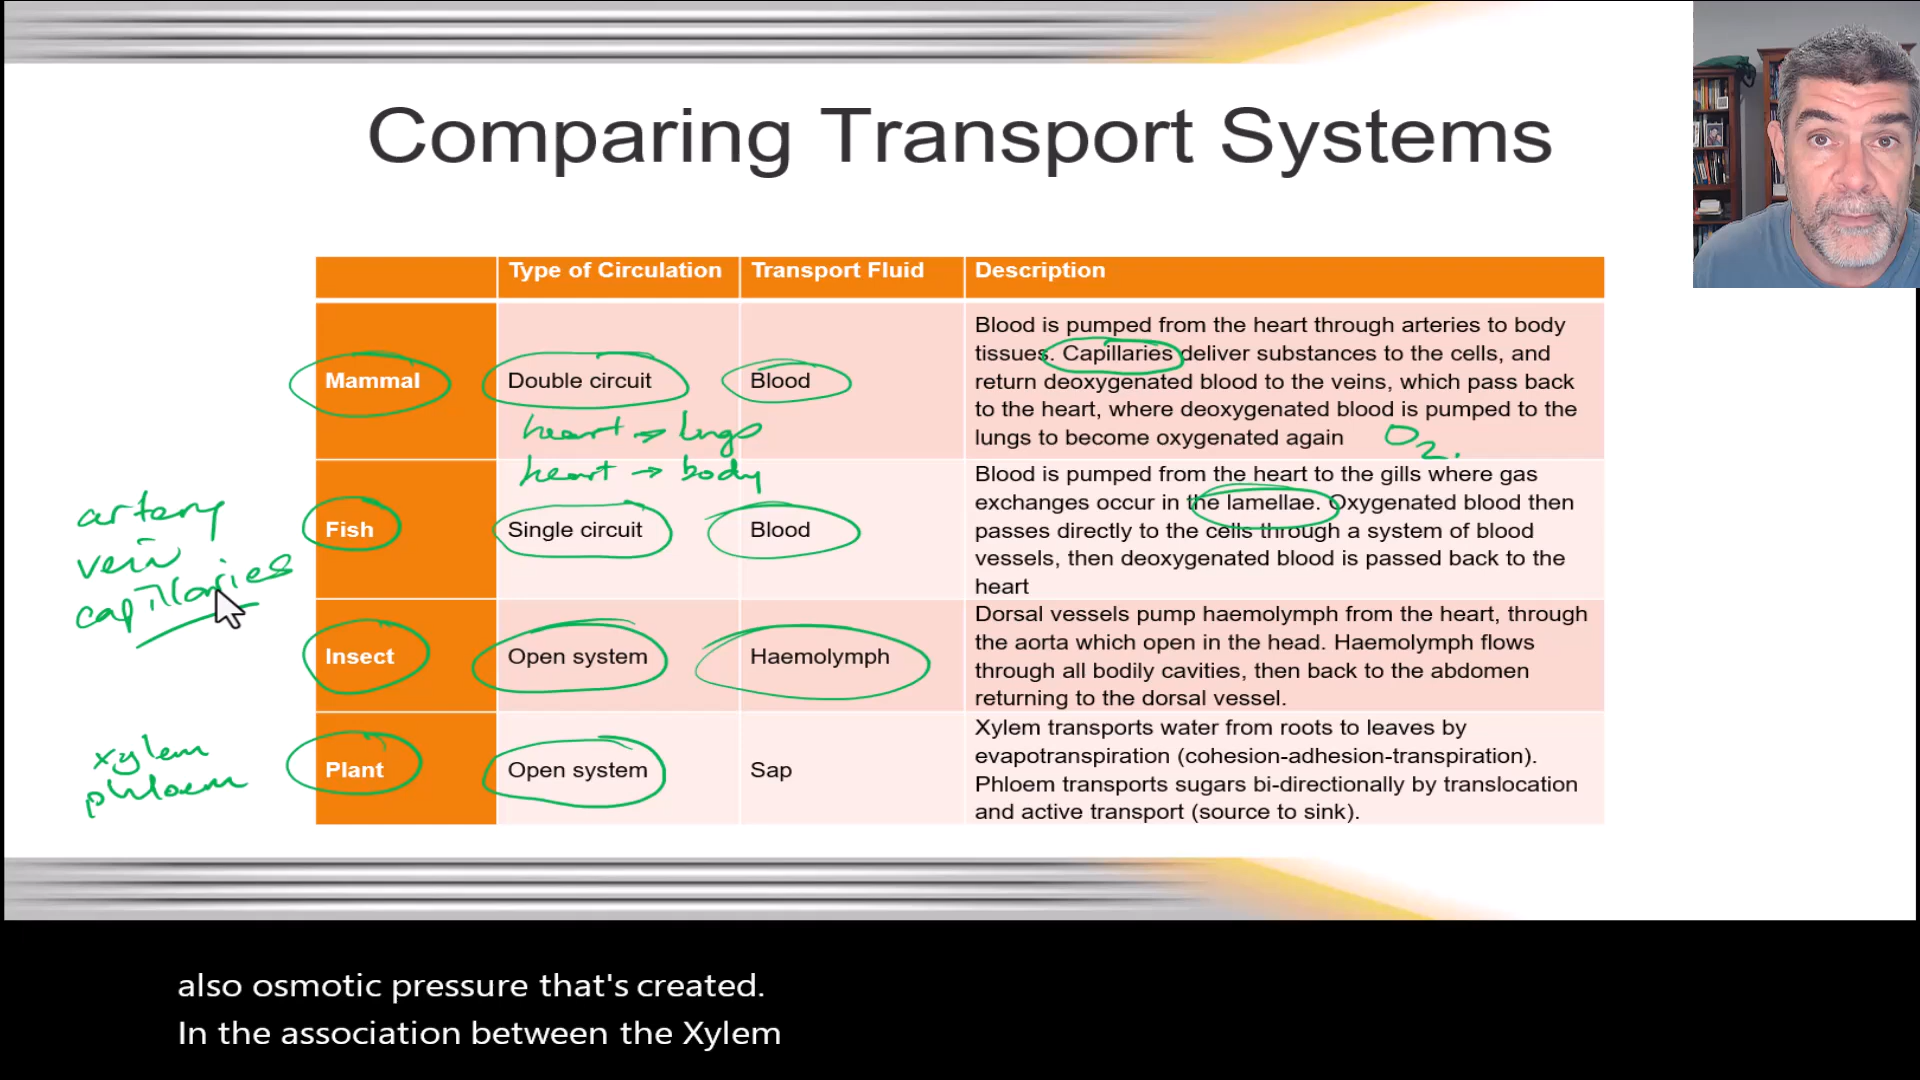 Comparing Transport Systems
Type of Circulation
Transport Fluid
Description
Mammal
Double circuit
heart → lungs
heart → body
Blood
Blood is pumped from the heart through arteries to body
tissues. Capillaries deliver substances to the cells, and
return deoxygenated blood to the veins, which pass back
to the heart, where deoxygenated blood is pumped to the
lungs to become oxygenated again
O₂.
artery
vein
capillaries
Fish
Single circuit
Blood
Blood is pumped from the heart to the gills where gas
exchanges occur in the lamellae. Oxygenated blood then
passes directly to the cells through a system of blood
vessels, then deoxygenated blood is passed back to the
heart
Insect
Open system
Haemolymph
Dorsal vessels pump haemolymph from the heart, through
the aorta which open in the head. Haemolymph flows
through all bodily cavities, then back to the abdomen
returning to the dorsal vessel.
xylem
phloem
Plant
Open system
Sap
Xylem transports water from roots to leaves by
evapotranspiration (cohesion-adhesion-transpiration).
Phloem transports sugars bi-directionally by translocation
and active transport (source to sink).
also osmotic pressure that's created.
In the association between the Xylem